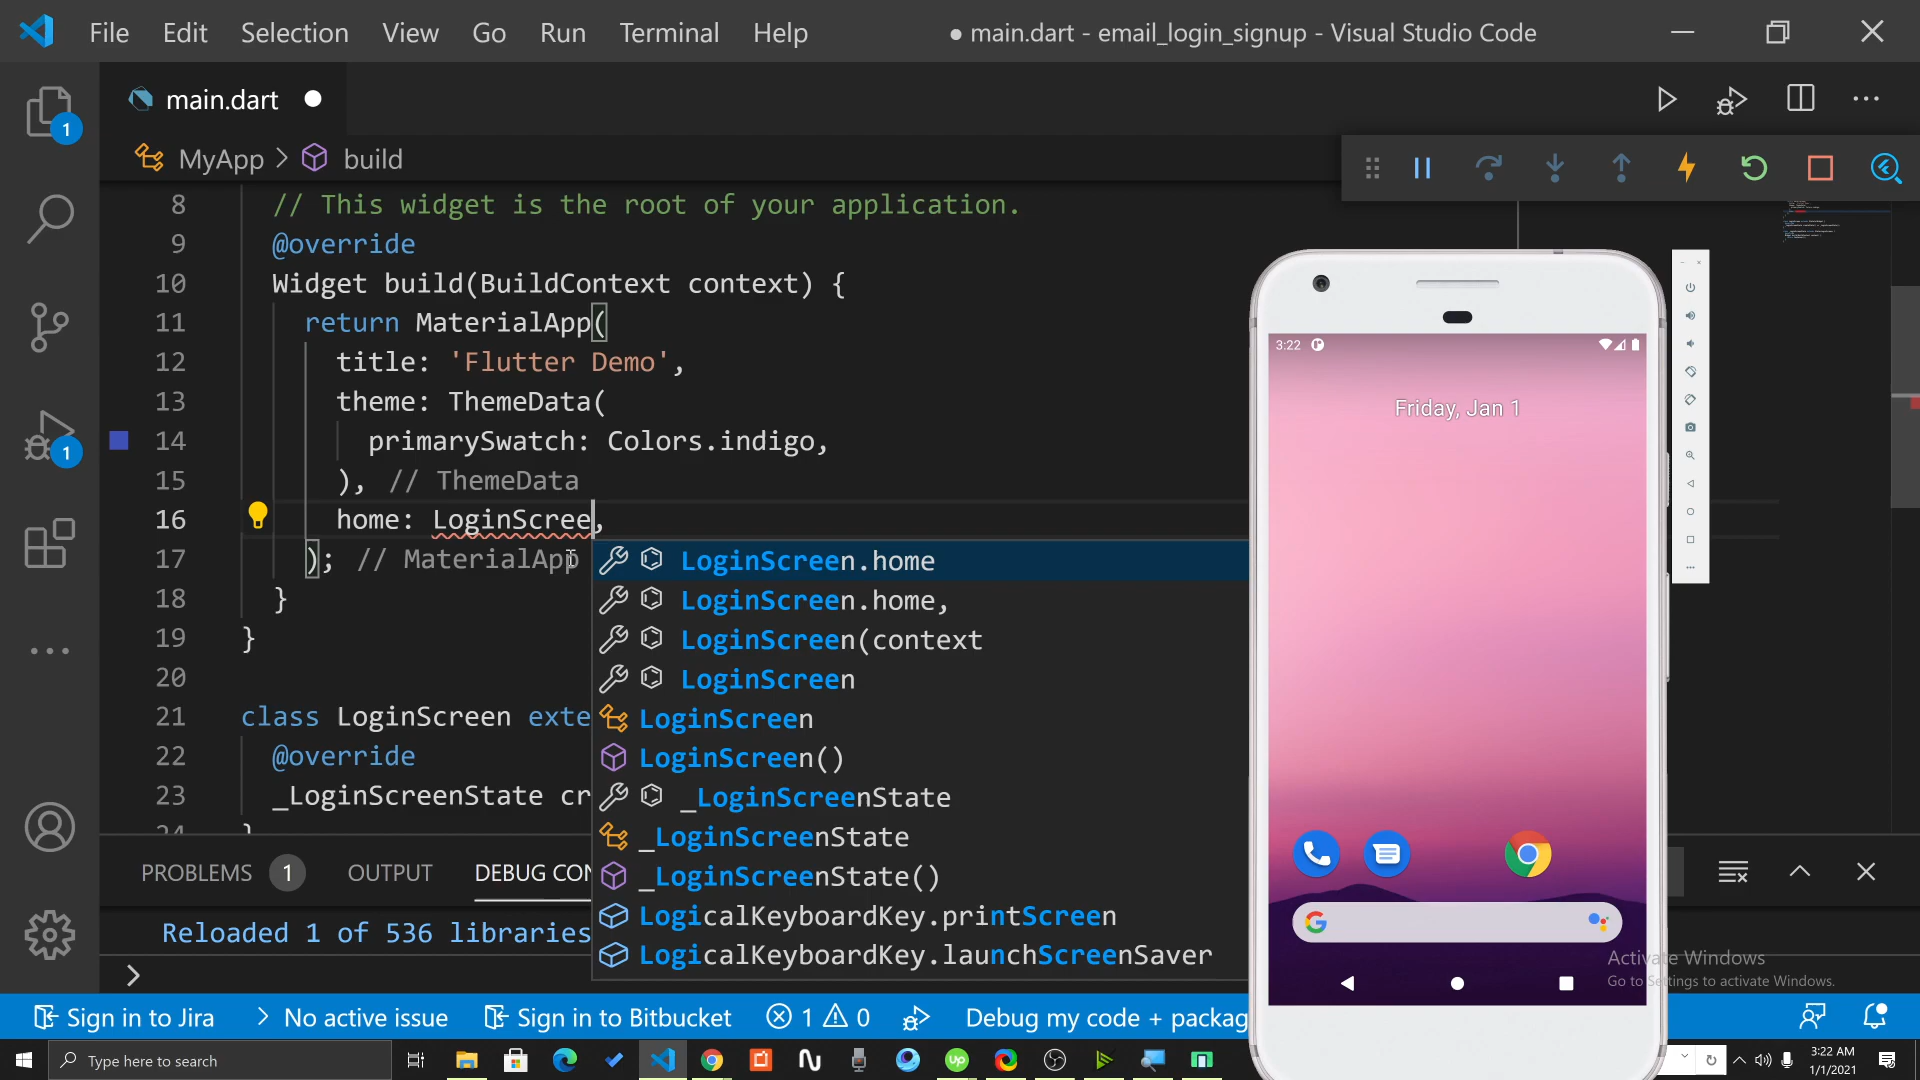 File Edit Selection View Go Run Terminal Help ● main.dart - email_login_signup - Visual Studio Code
main.dart
MyApp > build
8 // This widget is the root of your application.
9 @override
10 Widget build(BuildContext context) {
11 return MaterialApp(
12 title: 'Flutter Demo',
13 theme: ThemeData(
14 primarySwatch: Colors.indigo,
15 ), // ThemeData
16 home: LoginScree,
17 ); // MaterialApp
18 }
19 }
20
21 class LoginScreen exte
22 @override
23 _LoginScreenState cr
24 }
LoginScreen.home
LoginScreen.home,
LoginScreen(context
LoginScreen
LoginScreen
LoginScreen()
_LoginScreenState
_LoginScreenState
_LoginScreenState()
LogicalKeyboardKey.printScreen
LogicalKeyboardKey.launchScreenSaver
1
1
3:22
Friday, Jan 1
PROBLEMS 1 OUTPUT DEBUG CON
Reloaded 1 of 536 libraries
>
Activate Windows
Go to Settings to activate Windows.
Sign in to Jira > No active issue Sign in to Bitbucket 1 0 Debug my code + packag
Type here to search
up
3:22 AM
1/1/2021